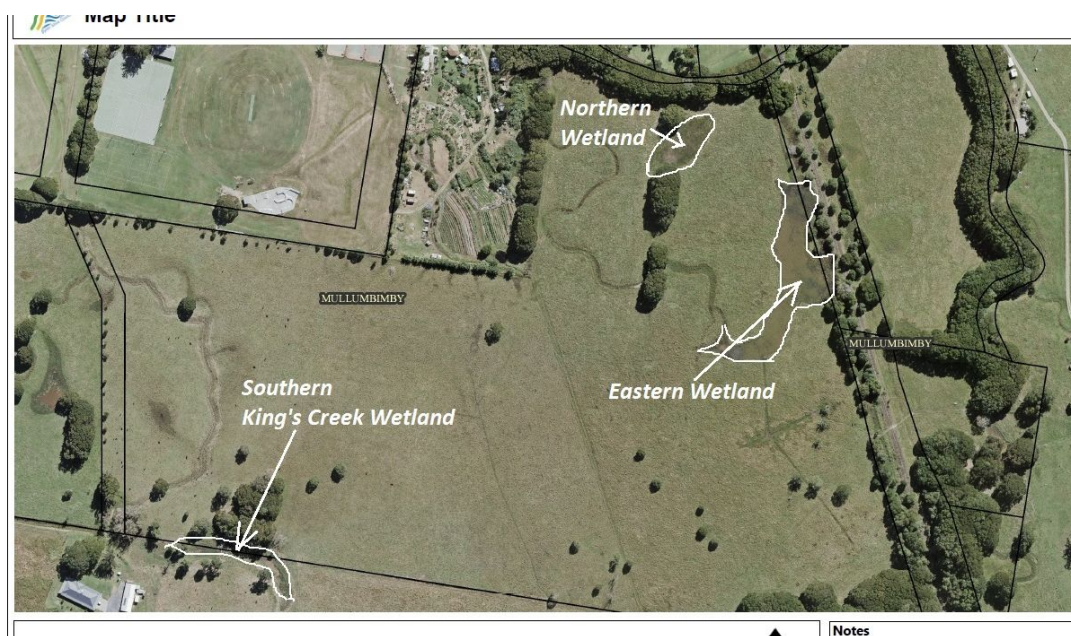 Map Title
Northern
Wetland
MULLUMBIMBY
MULLUMBIMBY
Southern
King's Creek Wetland
Eastern Wetland
Notes